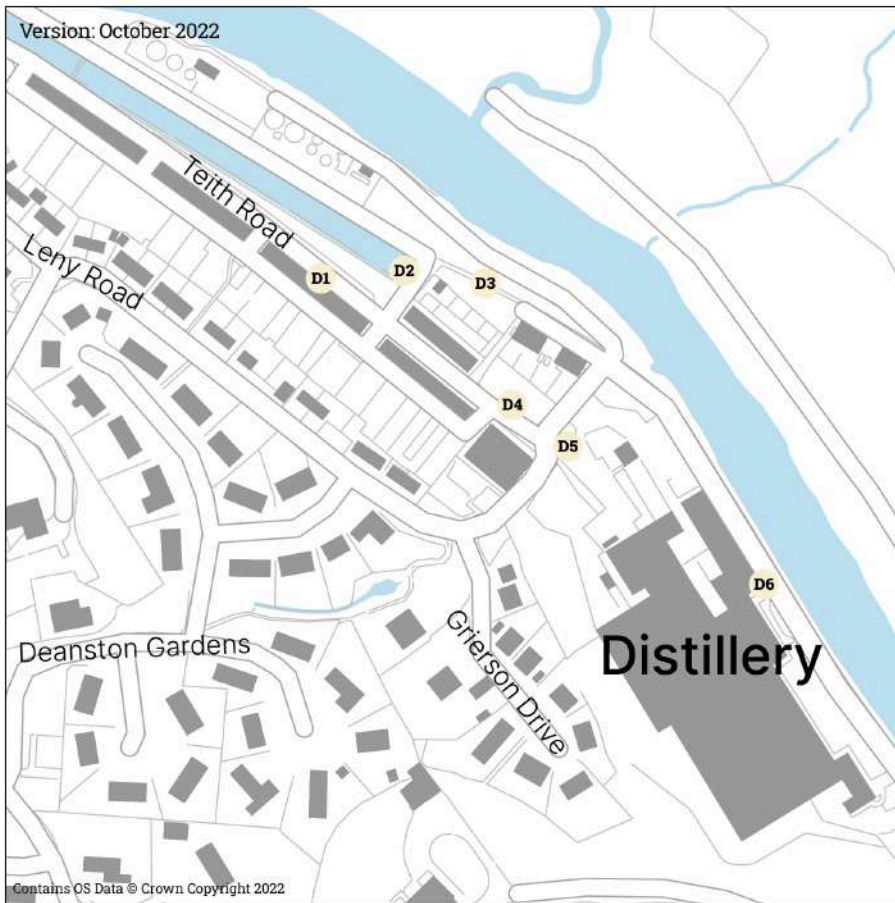 Version: October 2022
Teith Road
Leny Road
D1
D2
D3
D4
D5
D6
Distillery
Grierson Drive
Deanston Gardens
Contains OS Data © Crown Copyright 2022